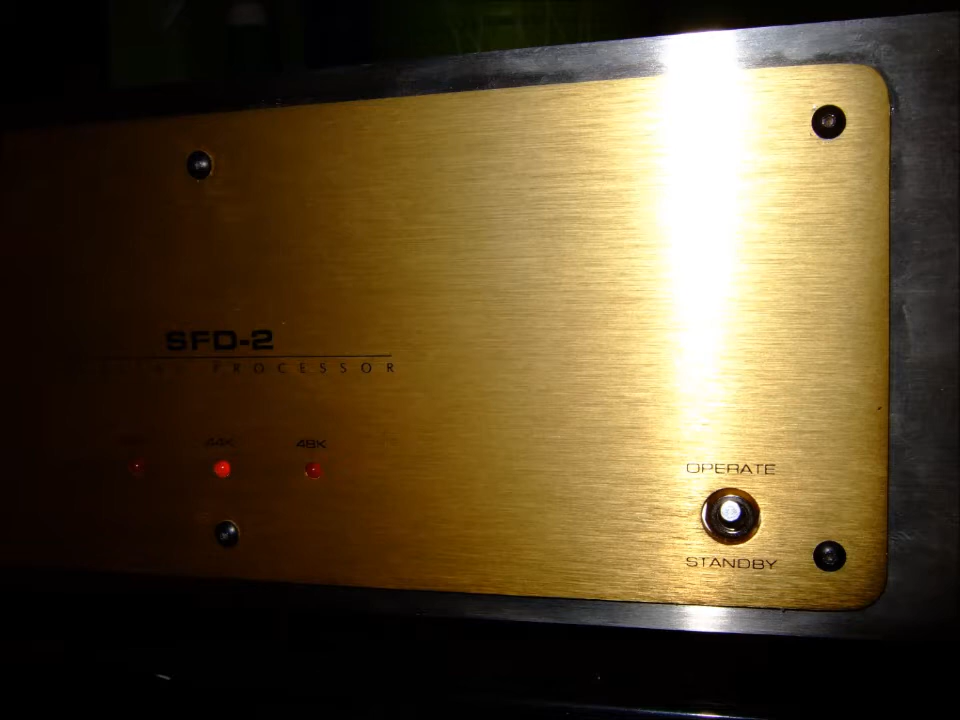 SFD-2
PROCESSOR
44K 48K
OPERATE
STANDBY